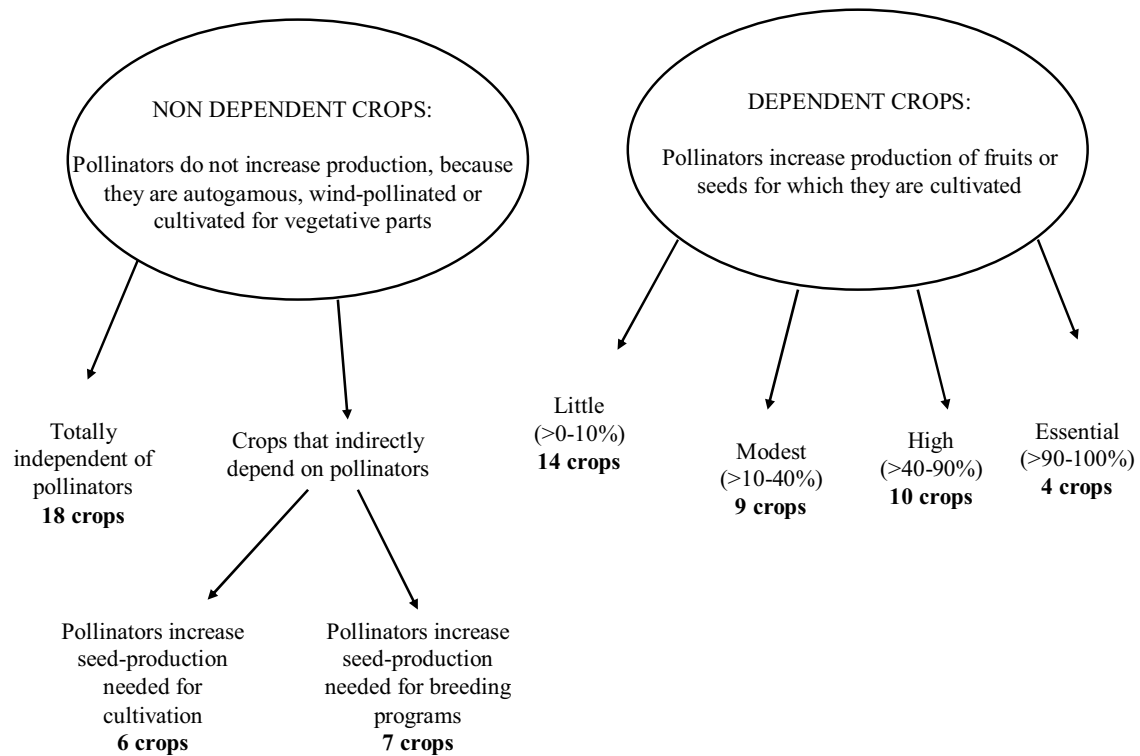 NON DEPENDENT CROPS:
Pollinators do not increase production, because
they are autogamous, wind-pollinated or
cultivated for vegetative parts
DEPENDENT CROPS:
Pollinators increase production of fruits or
seeds for which they are cultivated
Totally
independent of
pollinators
18 crops
Crops that indirectly
depend on pollinators
Little
(>0-10%)
14 crops
Modest
(>10-40%)
9 crops
High
(>40-90%)
10 crops
Essential
(>90-100%)
4 crops
Pollinators increase
seed-production
needed for
cultivation
6 crops
Pollinators increase
seed-production
needed for breeding
programs
7 crops